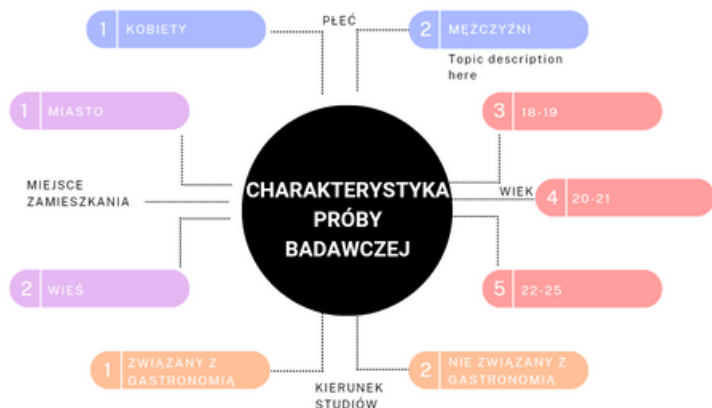 PŁEĆ
1 KOBIETY
2 MĘŻCZYŹNI
Topic description
here
1 MIASTO
3 18-19
MIEJSCE
ZAMIESZKANIA
CHARAKTERYSTYKA
PRÓBY
BADAWCZEJ
WIEK
4 20-21
2 WIEŚ
5 22-25
1 ZWIĄZANY Z
GASTRONOMIĄ
KIERUNEK
STUDIÓW
2 NIE ZWIĄZANY Z
GASTRONOMIĄ